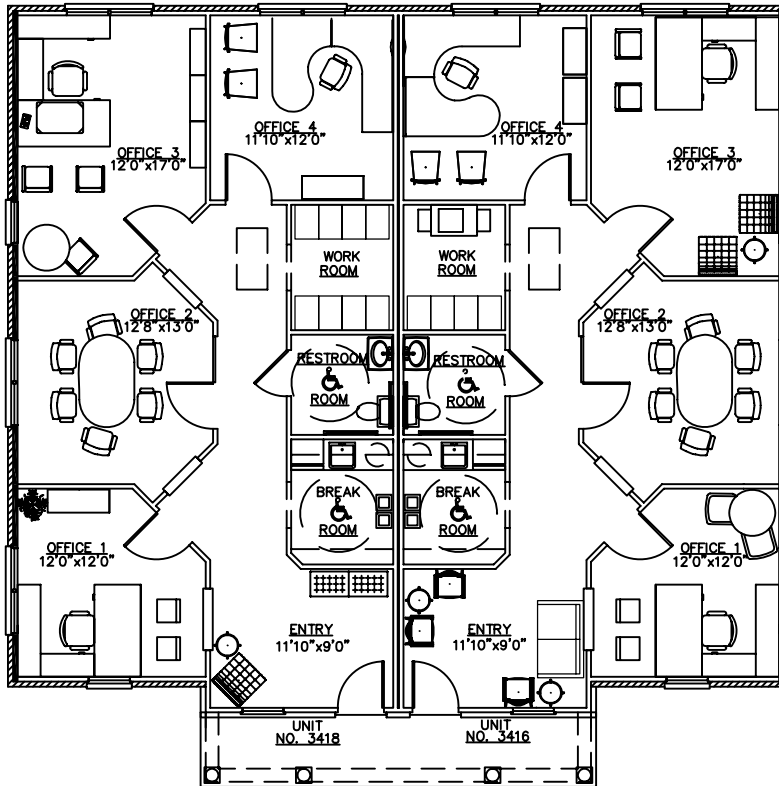 OFFICE 4
11'10"x12'0"
OFFICE 4
11'10"x12'0"
OFFICE 3
12'0"x17'0"
OFFICE 3
12'0"x17'0"
WORK
ROOM
WORK
ROOM
OFFICE 2
12'8"x13'0"
OFFICE 2
12'8"x13'0"
RESTROOM
ROOM
RESTROOM
ROOM
BREAK
ROOM
BREAK
ROOM
OFFICE 1
12'0"x12'0"
OFFICE 1
12'0"x12'0"
ENTRY
11'10"x9'0"
ENTRY
11'10"x9'0"
UNIT
NO. 3418
UNIT
NO. 3416